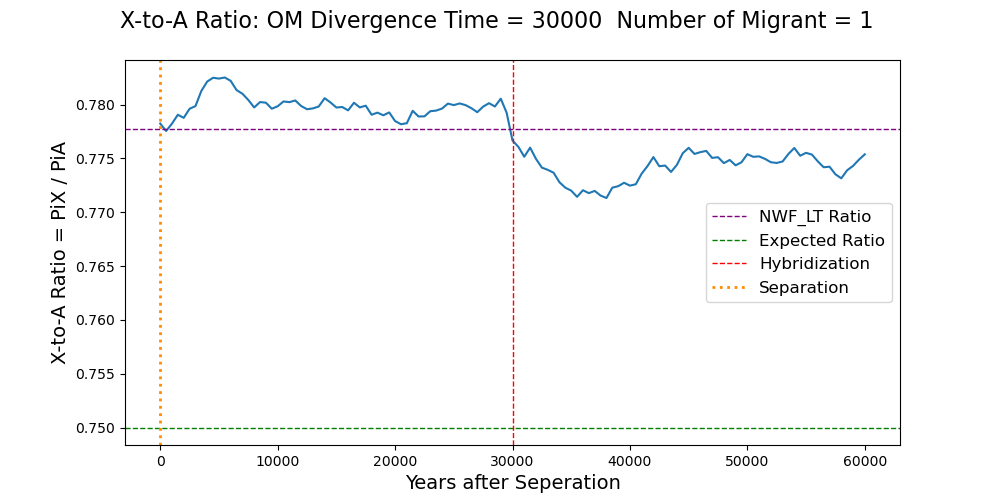 X-to-A Ratio: OM Divergence Time = 30000  Number of Migrant = 1
X-to-A Ratio = PiX / PiA
0.780
0.775
0.770
0.765
0.760
0.755
0.750
NWF_LT Ratio
Expected Ratio
Hybridization
Separation
0 10000 20000 30000 40000 50000 60000
Years after Seperation